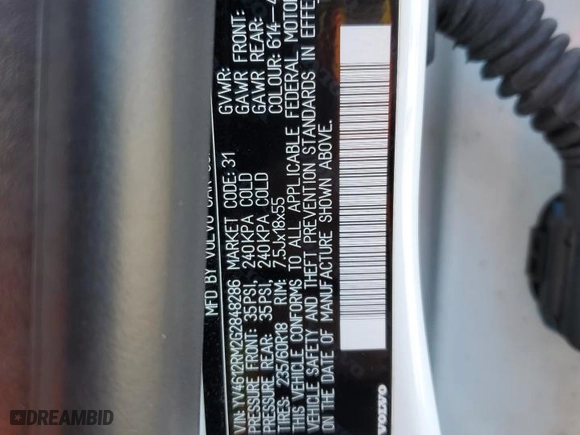 MFD BY VOLVO CAR
VIN: YV4612RM2G2848286 MARKET CODE: 31
PRESSURE FRONT: 35PSI, 240KPA COLD
PRESSURE REAR: 35PSI, 240KPA COLD
TIRES: 235/60R18 RIM: 7.5Jx18x55
GVWR:
GAWR FRONT:
GAWR REAR:
COLOUR: 614-
THIS VEHICLE CONFORMS TO ALL APPLICABLE FEDERAL MOTOR
VEHICLE SAFETY AND THEFT PREVENTION STANDARDS IN EFFE
ON THE DATE OF MANUFACTURE SHOWN ABOVE.
VOLVO
DREAMBID